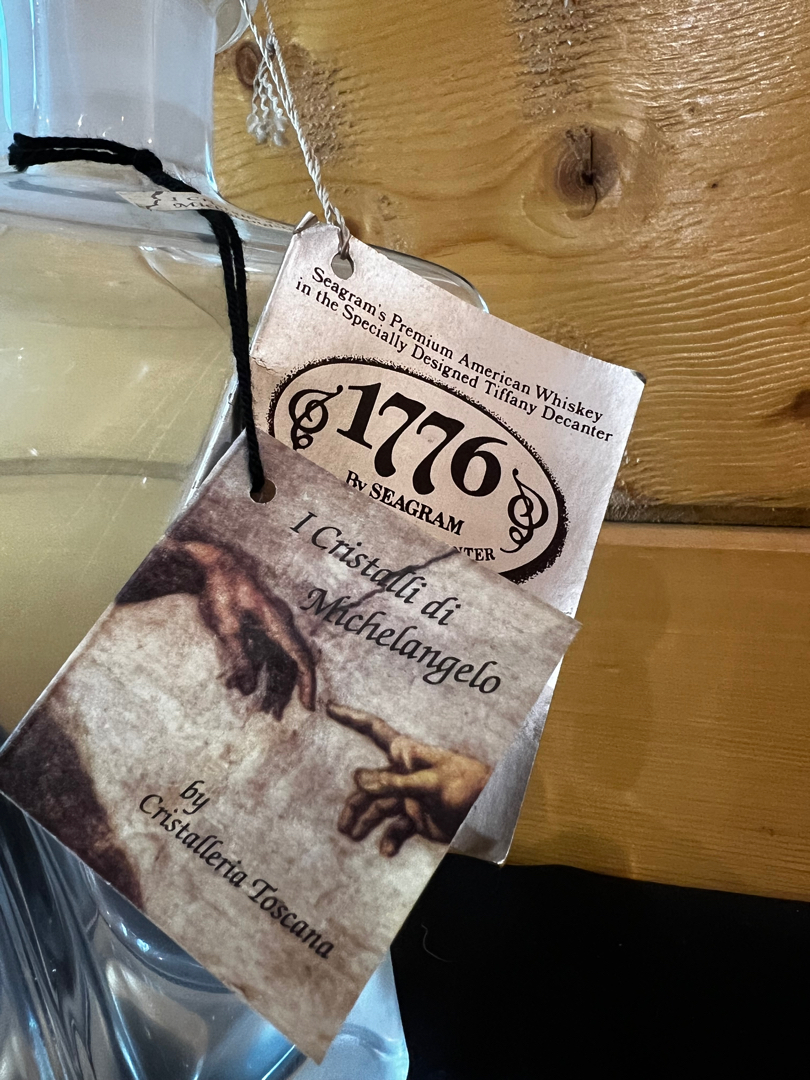 Seagram's Premium American Whiskey
in the Specially Designed Tiffany Decanter
1776
By SEAGRAM
I Cristalli di
Michelangelo
by
Cristalleria Toscana